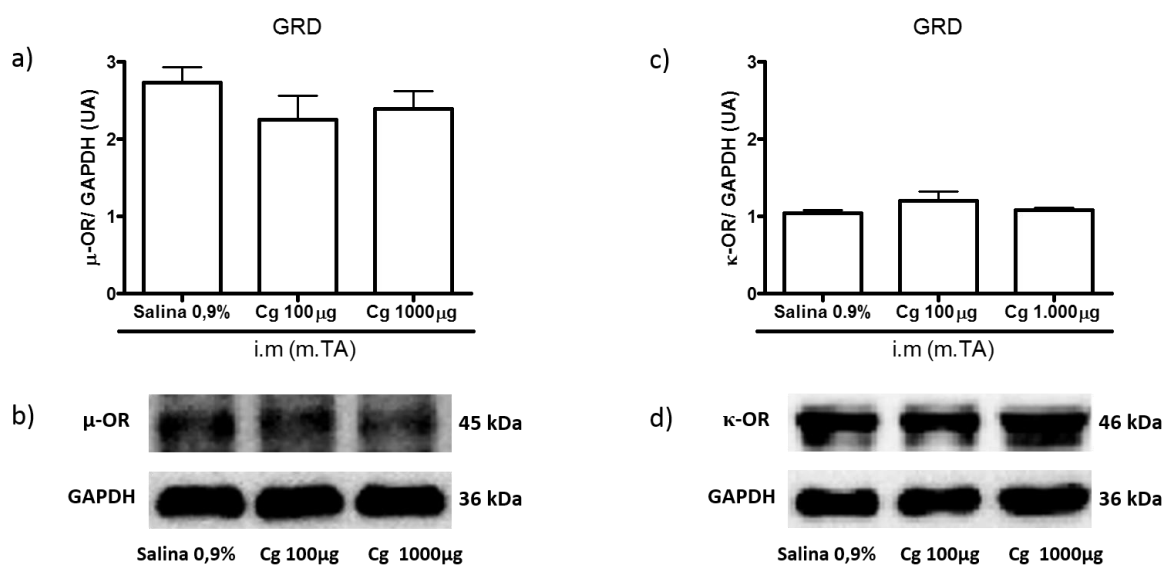 a)
GRD
μ-OR/ GAPDH (UA)
3
2
1
0
Salina 0,9% Cg 100μg Cg 1000μg
i.m (m.TA)
c)
GRD
κ-OR/ GAPDH (UA)
3
2
1
0
Salina 0.9% Cg 100μg Cg 1.000μg
i.m (m.TA)
b)
μ-OR 45 kDa
GAPDH 36 kDa
Salina 0,9% Cg 100μg Cg 1000μg
d)
κ-OR 46 kDa
GAPDH 36 kDa
Salina 0,9% Cg 100μg Cg 1000μg